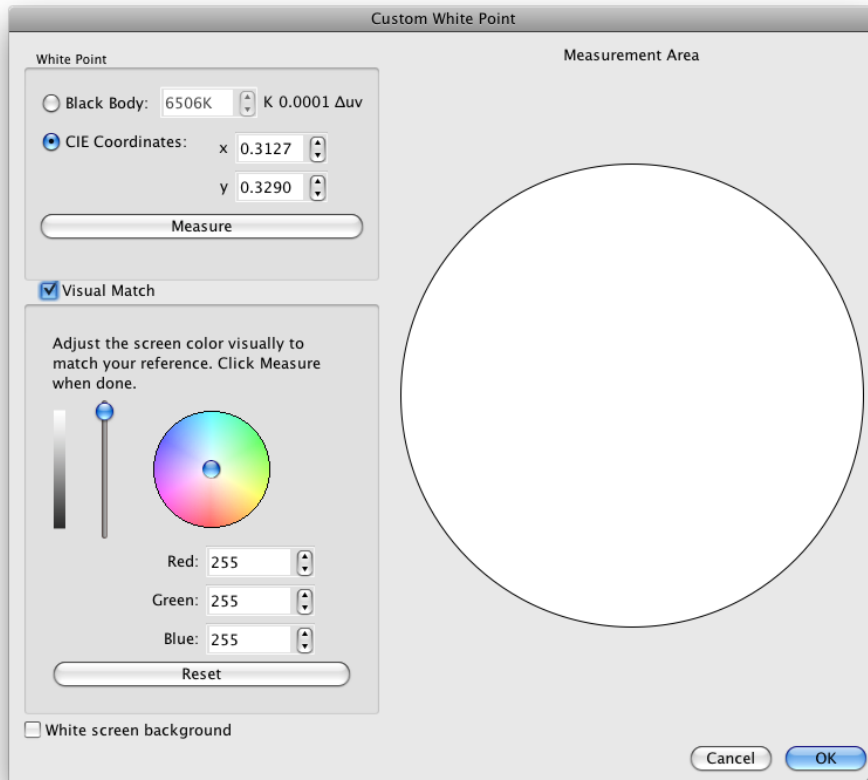 Custom White Point
White Point
Black Body: 6506K K 0.0001 Δuv
CIE Coordinates: x 0.3127
y 0.3290
Measure
Visual Match
Adjust the screen color visually to
match your reference. Click Measure
when done.
Red: 255
Green: 255
Blue: 255
Reset
White screen background
Measurement Area
Cancel OK